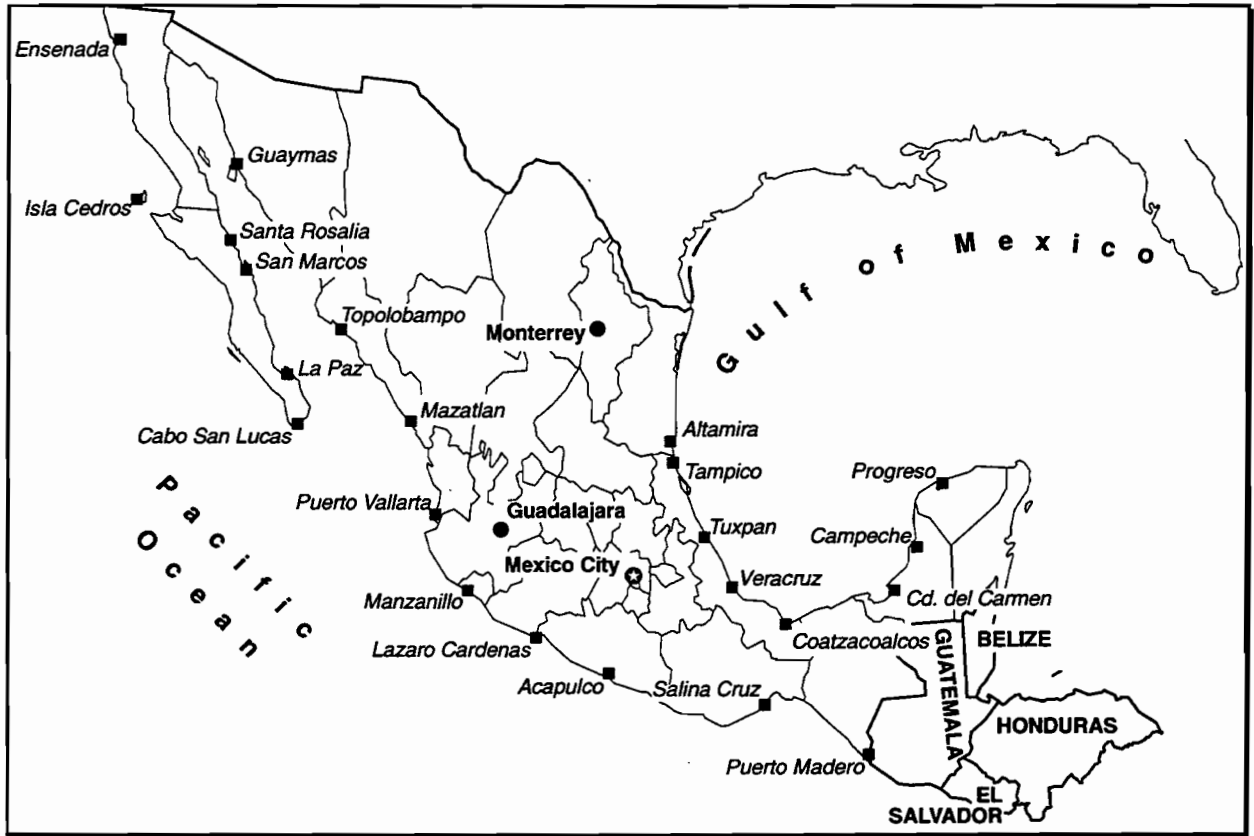 Ensenada
Guaymas
Isla Cedros
Santa Rosalia
San Marcos
Gulf of Mexico
Topolobampo
Monterrey
La Paz
Mazatlan
Cabo San Lucas
Altamira
Tampico
Progreso
Pacific
Ocean
Puerto Vallarta
Guadalajara
Tuxpan
Campeche
Mexico City
Veracruz
Manzanillo
Cd. del Carmen
Lazaro Cardenas
Coatzacoalcos
GUATEMALA
BELIZE
Acapulco
Salina Cruz
HONDURAS
Puerto Madero
EL
SALVADOR